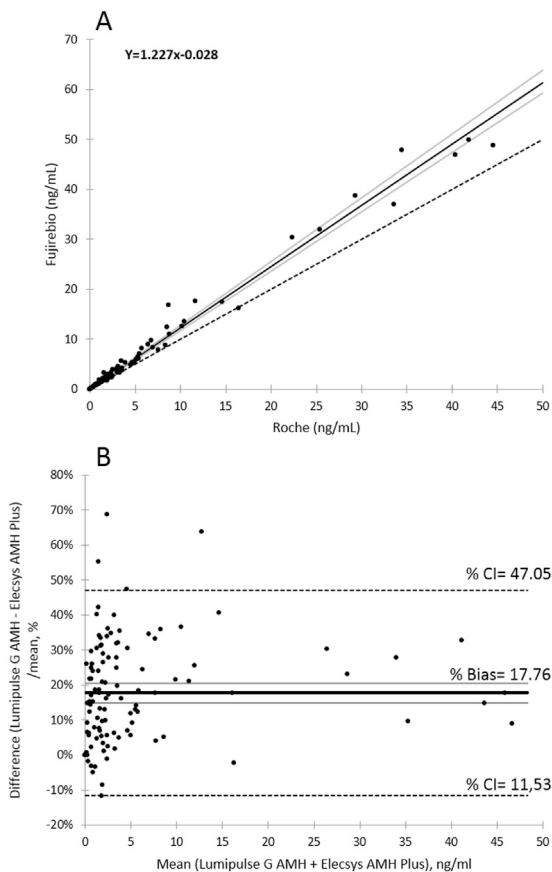 A
Y=1.227x-0.028
70
60
50
40
30
20
10
0
Fujirebio (ng/mL)
0 5 10 15 20 25 30 35 40 45 50
Roche (ng/mL)
B
80%
70%
60%
50%
40%
30%
20%
10%
0%
-10%
-20%
Difference (Lumipulse G AMH - Elecsys AMH Plus)
/mean, %
% CI= 47.05
% Bias= 17.76
% CI= 11,53
0 5 10 15 20 25 30 35 40 45 50
Mean (Lumipulse G AMH + Elecsys AMH Plus), ng/ml